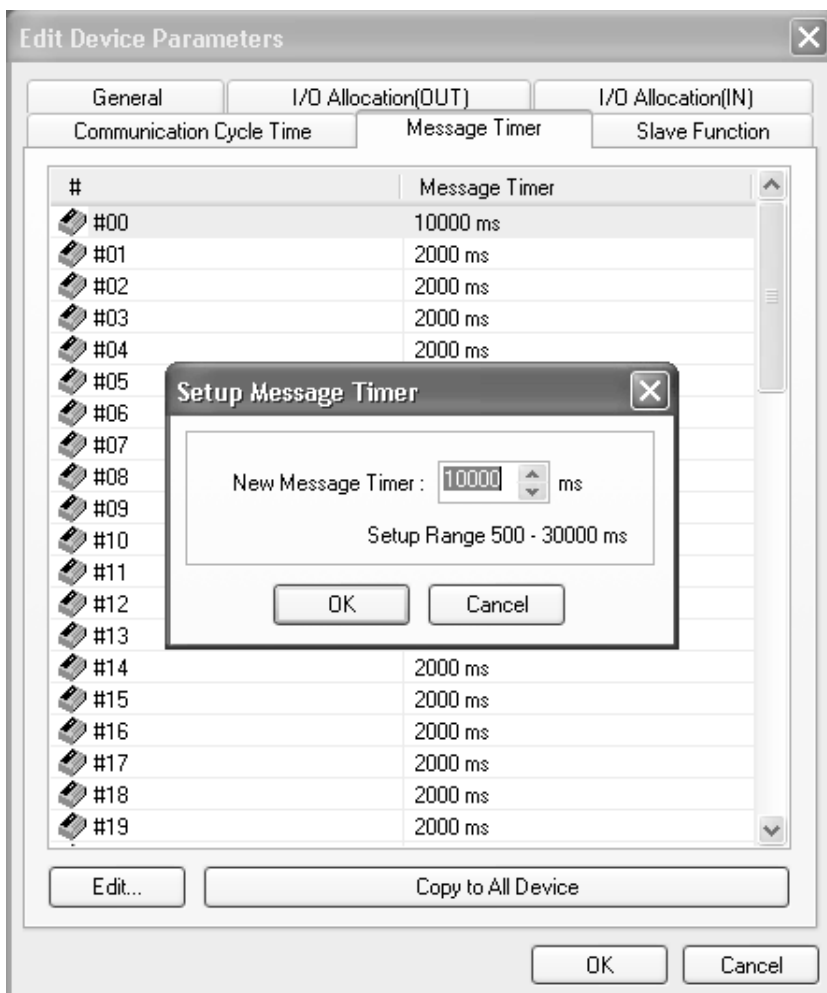 Edit Device Parameters
General I/O Allocation(OUT) I/O Allocation(IN)
Communication Cycle Time Message Timer Slave Function
# Message Timer
#00 10000 ms
#01 2000 ms
#02 2000 ms
#03 2000 ms
#04 2000 ms
#05
#06
#07
#08
#09
#10
#11
#12
#13
Setup Message Timer
New Message Timer : 10000 ms
Setup Range 500 - 30000 ms
OK Cancel
#14 2000 ms
#15 2000 ms
#16 2000 ms
#17 2000 ms
#18 2000 ms
#19 2000 ms
Edit... Copy to All Device
OK Cancel